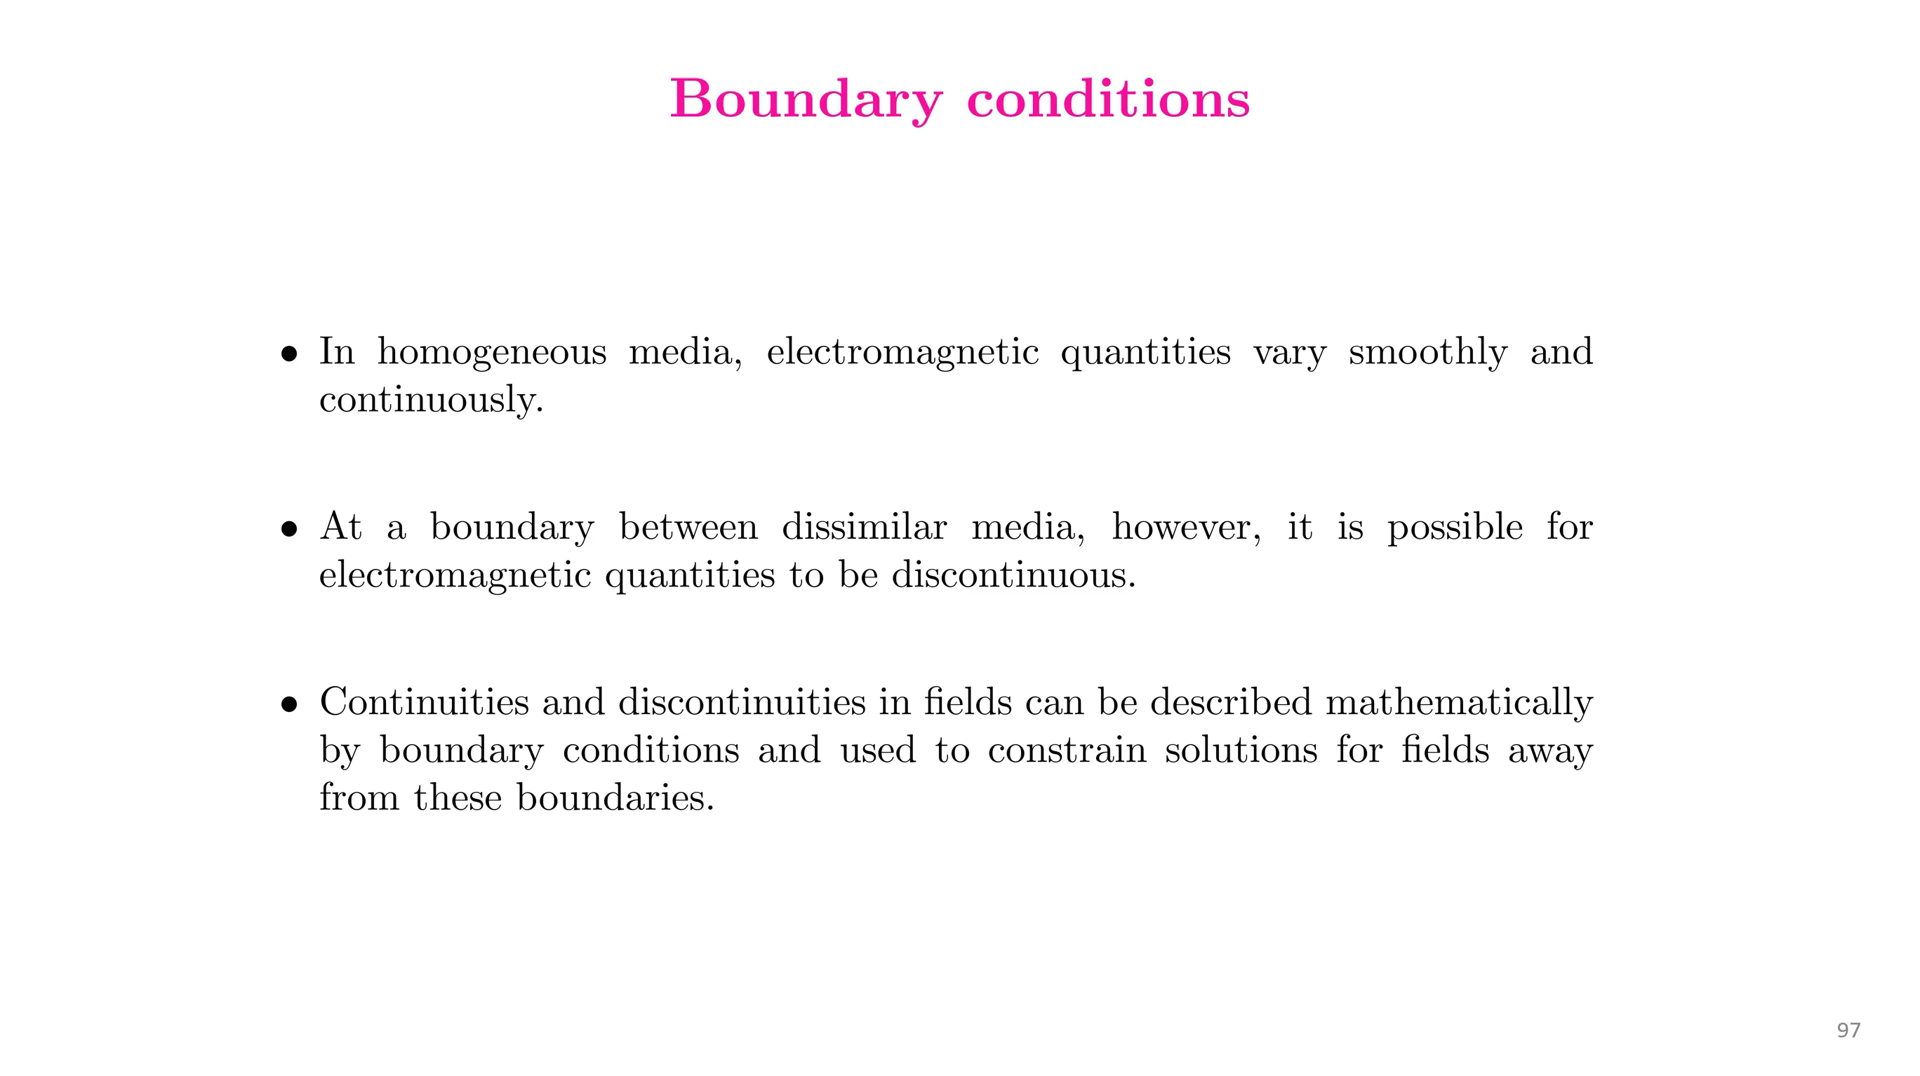 Boundary conditions
• In homogeneous media, electromagnetic quantities vary smoothly and
continuously.
• At a boundary between dissimilar media, however, it is possible for
electromagnetic quantities to be discontinuous.
• Continuities and discontinuities in fields can be described mathematically
by boundary conditions and used to constrain solutions for fields away
from these boundaries.
97